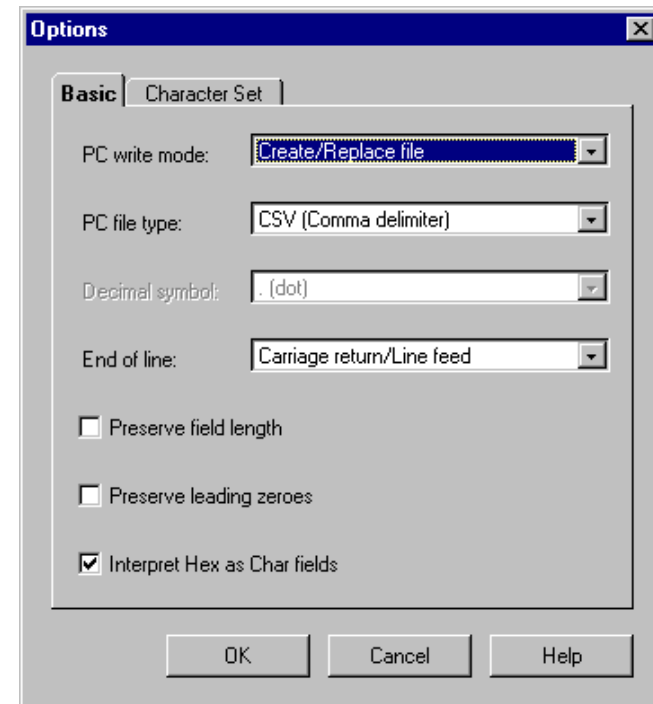 Options
Basic Character Set
PC write mode: Create/Replace file
PC file type: CSV (Comma delimiter)
Decimal symbol: . (dot)
End of line: Carriage return/Line feed
Preserve field length
Preserve leading zeroes
Interpret Hex as Char fields
OK Cancel Help